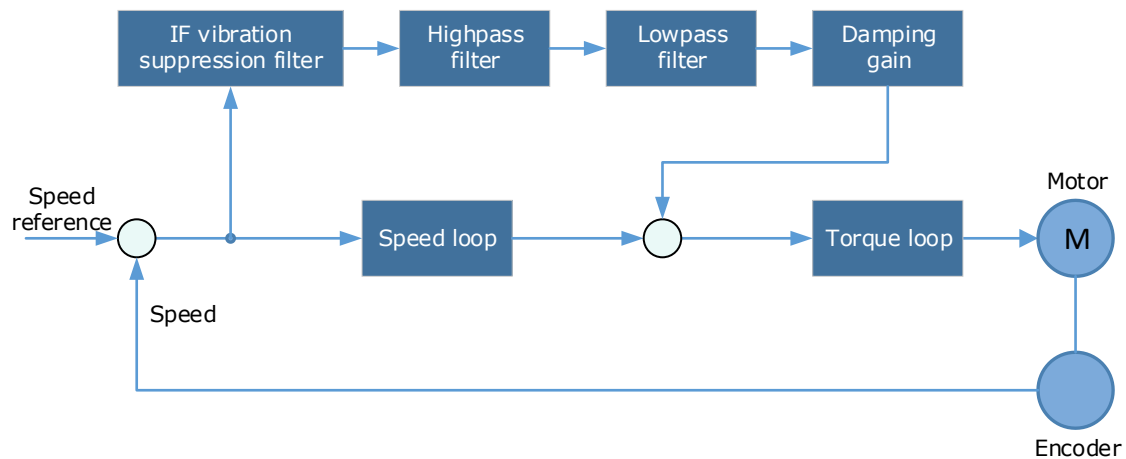 IF vibration
suppression filter
Highpass
filter
Lowpass
filter
Damping
gain
Speed
reference
Speed loop
Torque loop
Motor
M
Speed
Encoder